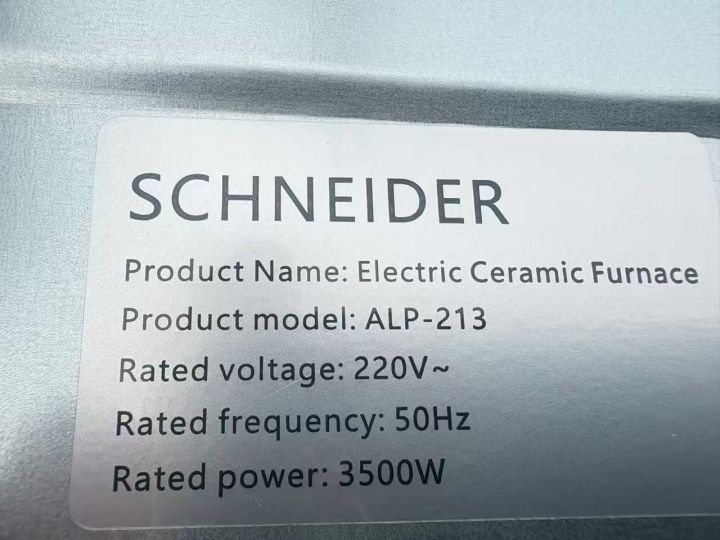 SCHNEIDER
Product Name: Electric Ceramic Furnace
Product model: ALP-213
Rated voltage: 220V~
Rated frequency: 50Hz
Rated power: 3500W